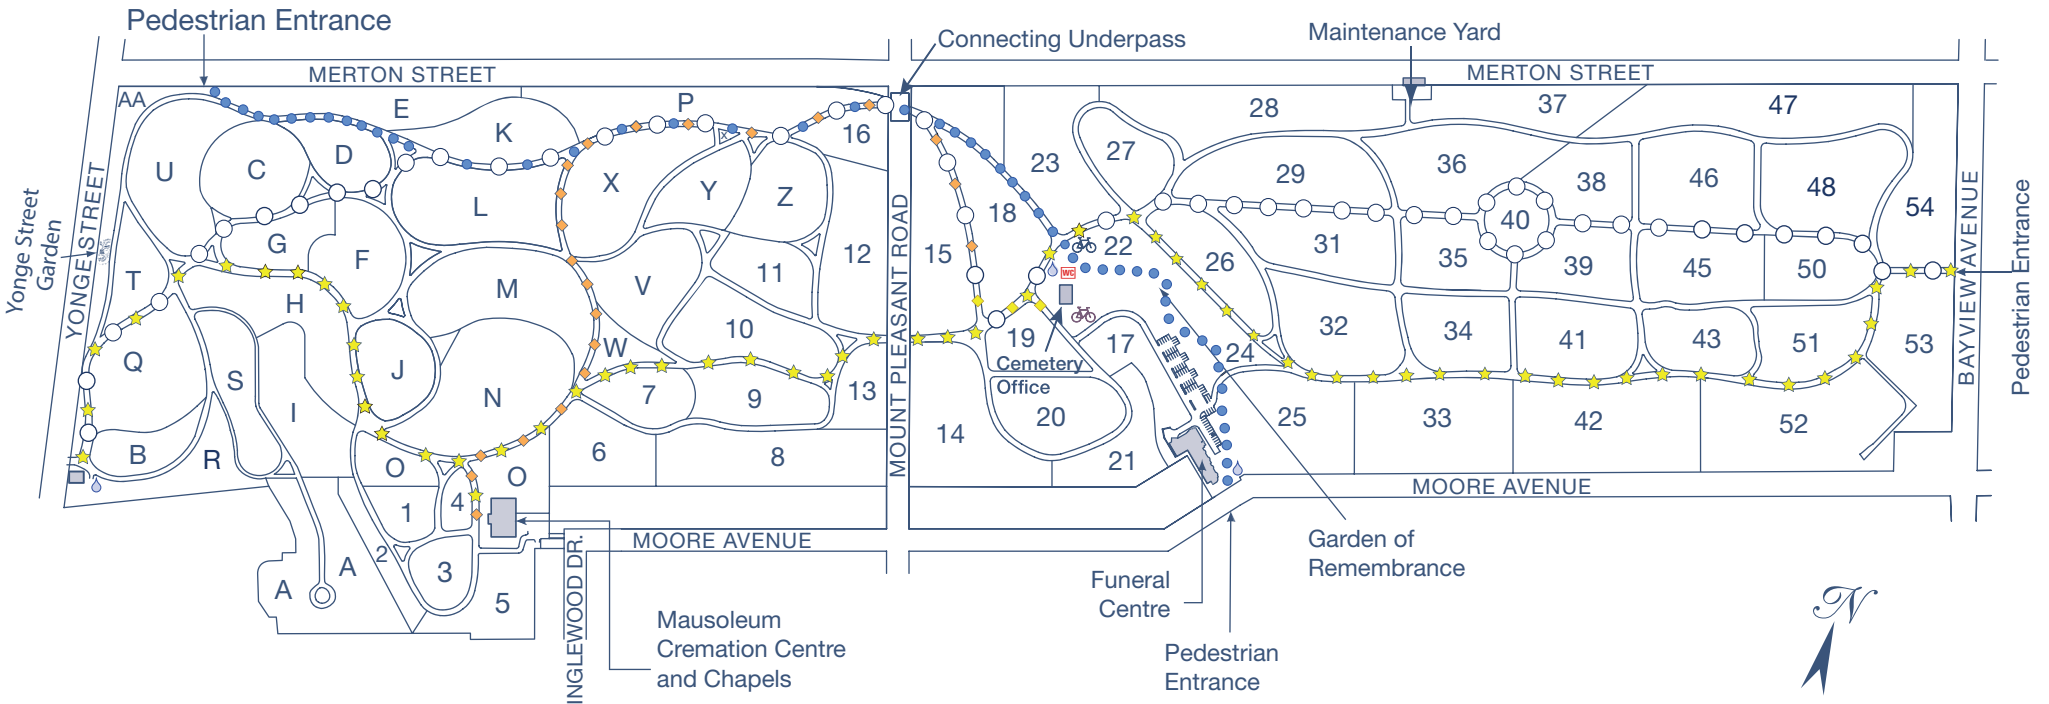 Pedestrian Entrance
Connecting Underpass
Maintenance Yard
MERTON STREET
MERTON STREET
AA
E
P
K
D
C
U
L
X
Y
Z
16
x
28
37
47
27
23
29
36
38
46
48
54
18
40
12
15
22
26
31
35
39
45
50
G
F
T
H
M
V
11
10
W
WC
32
34
41
43
51
53
19
17
24
Cemetery
Office
Q
S
J
I
N
7
9
13
20
25
33
42
52
14
21
B
R
O
O
6
8
1
4
2
3
A
A
5
YONGE STREET
Yonge Street
Garden
MOUNT PLEASANT ROAD
BAYVIEW AVENUE
Pedestrian Entrance
MOORE AVENUE
MOORE AVENUE
INGLEWOOD DR.
Mausoleum
Cremation Centre
and Chapels
Funeral
Centre
Pedestrian
Entrance
Garden of
Remembrance
N